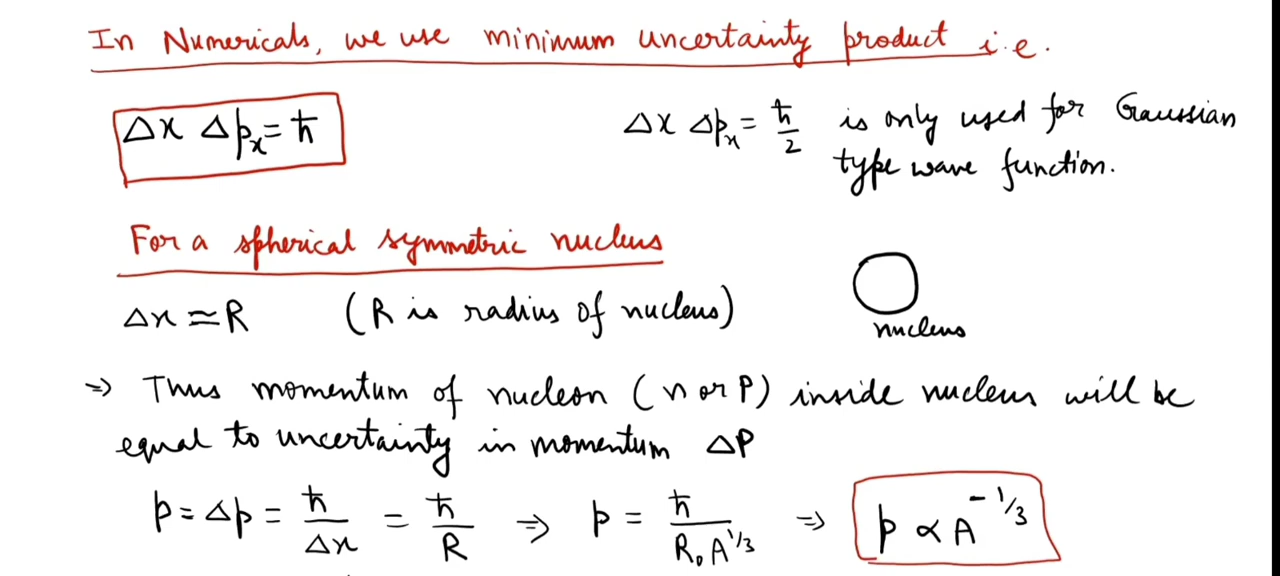 In Numericals, we use minimum uncertainty product i.e.
Δx Δpₓ = ħ
Δx Δpₓ = ħ/2 is only used for Gaussian
type wave function.
For a spherical symmetric nucleus
Δx ≃ R (R is radius of nucleus)
nucleus
⇒ Thus momentum of nucleon (n or P) inside nucleus will be
equal to uncertainty in momentum ΔP
p = Δp = ħ/Δx = ħ/R ⇒ p = ħ/(R₀ A^1/3) ⇒ p ∝ A^-1/3